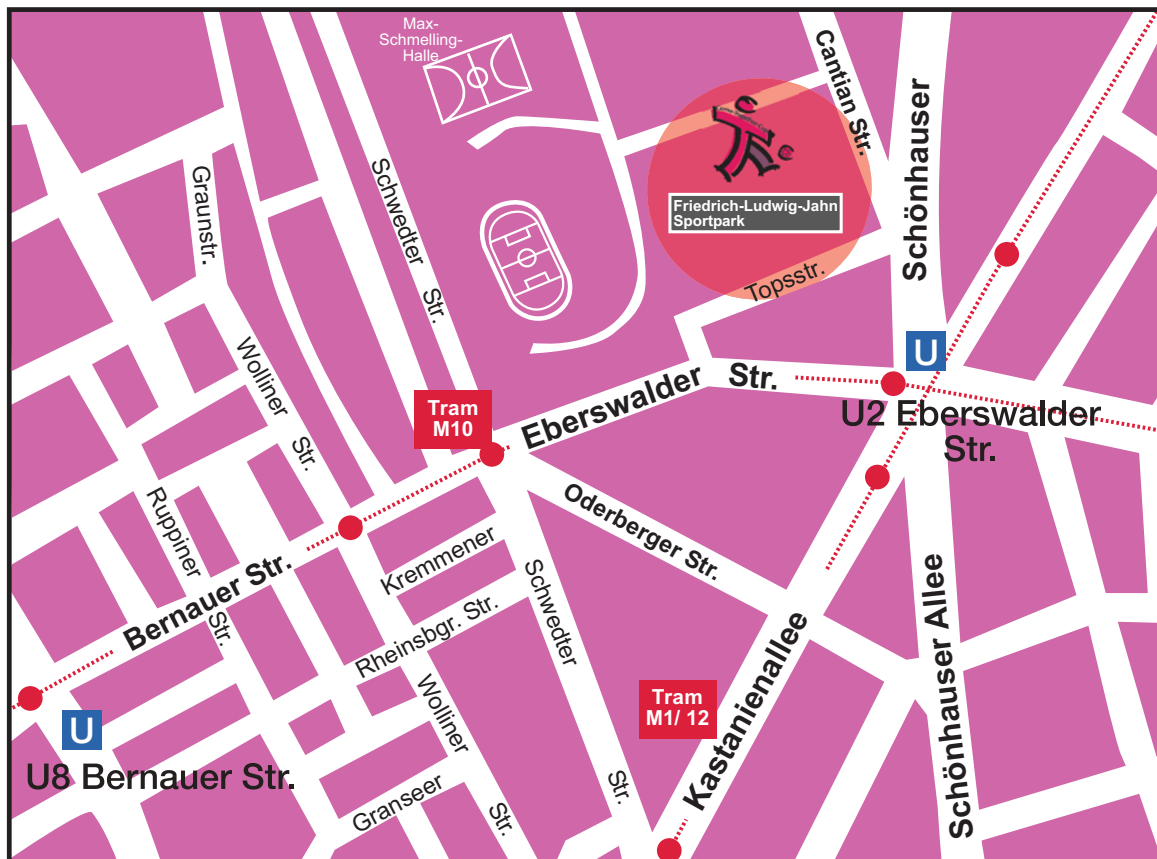 Max-
Schmelling-
Halle
Cantian Str.
Schönhauser
Graunstr.
Schwedter
Str.
Friedrich-Ludwig-Jahn
Sportpark
Topsstr.
Wolliner
Str.
U
Tram
M10
Eberswalder Str.
U2 Eberswalder
Str.
Ruppiner
Str.
Oderberger Str.
Bernauer Str.
Kremmener
Rheinsbgr. Str.
Schwedter
Str.
Schönhauser Allee
Kastanienallee
Tram
M1/ 12
Wolliner
Str.
U
U8 Bernauer Str.
Granseer